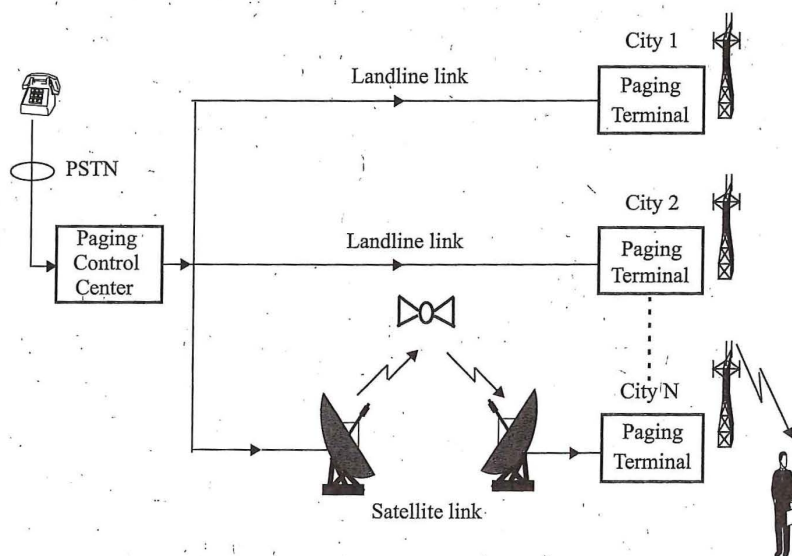 City 1
Landline link
Paging
Terminal
PSTN
City 2
Paging
Control
Center
Landline link
Paging
Terminal
City N
Paging
Terminal
Satellite link